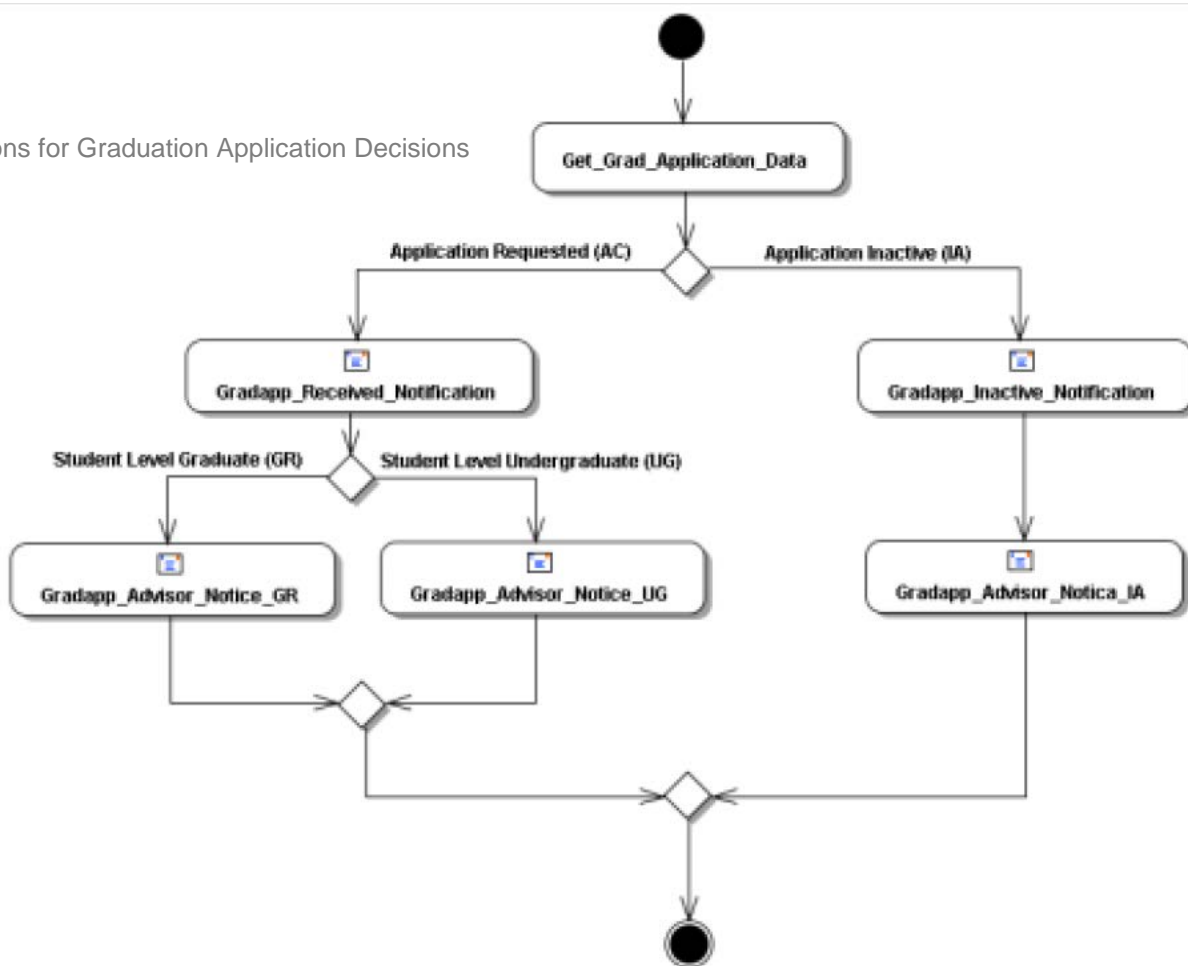 ons for Graduation Application Decisions
Get_Grad_Application_Data
Application Requested (AC)
Application Inactive (IA)
Gradapp_Received_Notification
Gradapp_Inactive_Notification
Student Level Graduate (GR)
Student Level Undergraduate (UG)
Gradapp_Advisor_Notice_GR
Gradapp_Advisor_Notice_UG
Gradapp_Advisor_Notica_IA